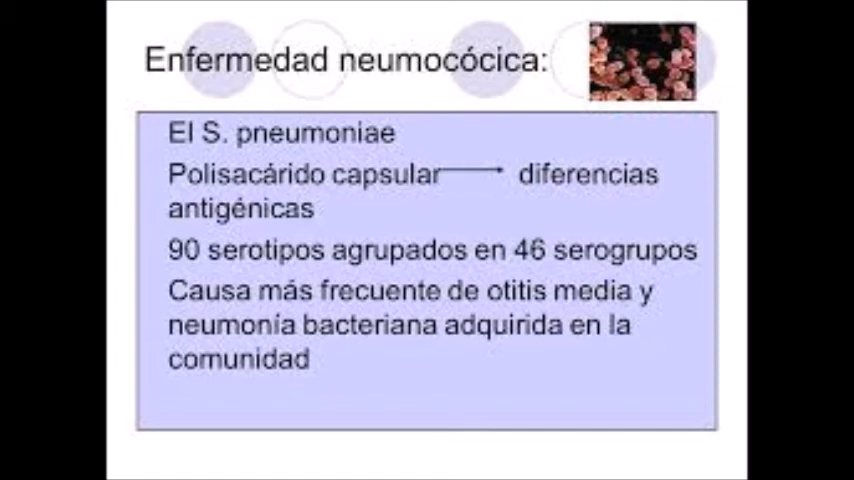 Enfermedad neumocócica:
El S. pneumoniae
Polisacárido capsular diferencias
antigénicas
90 serotipos agrupados en 46 serogrupos
Causa más frecuente de otitis media y
neumonía bacteriana adquirida en la
comunidad